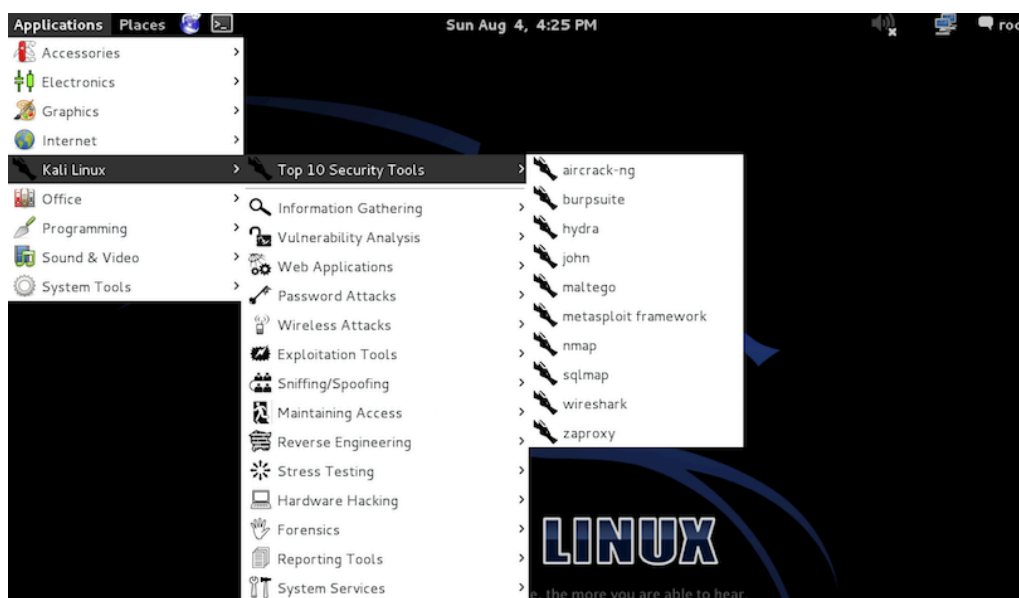 Applications Places Sun Aug 4, 4:25 PM roo
Accessories
Electronics
Graphics
Internet
Kali Linux
Office
Programming
Sound & Video
System Tools
Top 10 Security Tools
Information Gathering
Vulnerability Analysis
Web Applications
Password Attacks
Wireless Attacks
Exploitation Tools
Sniffing/Spoofing
Maintaining Access
Reverse Engineering
Stress Testing
Hardware Hacking
Forensics
Reporting Tools
System Services
aircrack-ng
burpsuite
hydra
john
maltego
metasploit framework
nmap
sqlmap
wireshark
zaproxy
LINUX
e, the more you are able to hear